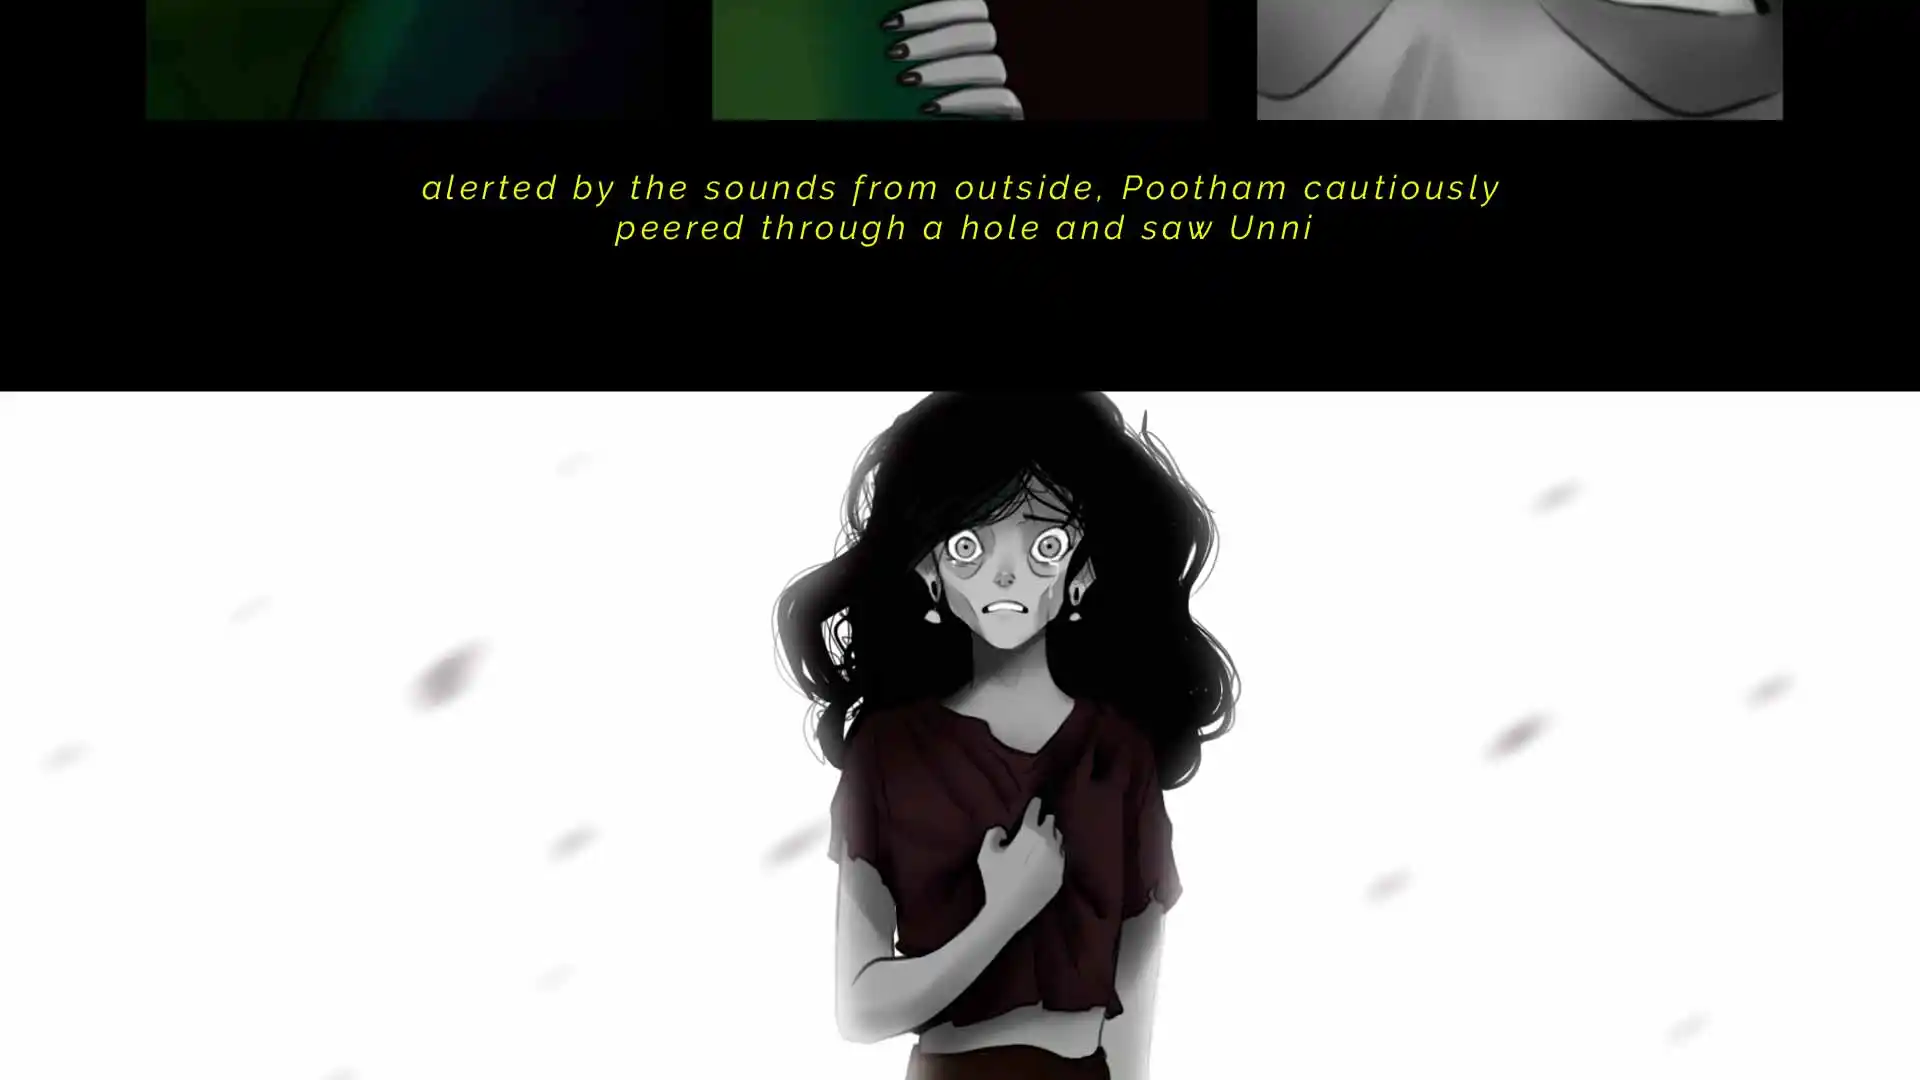 alerted by the sounds from outside, Pootham cautiously
peered through a hole and saw Unni